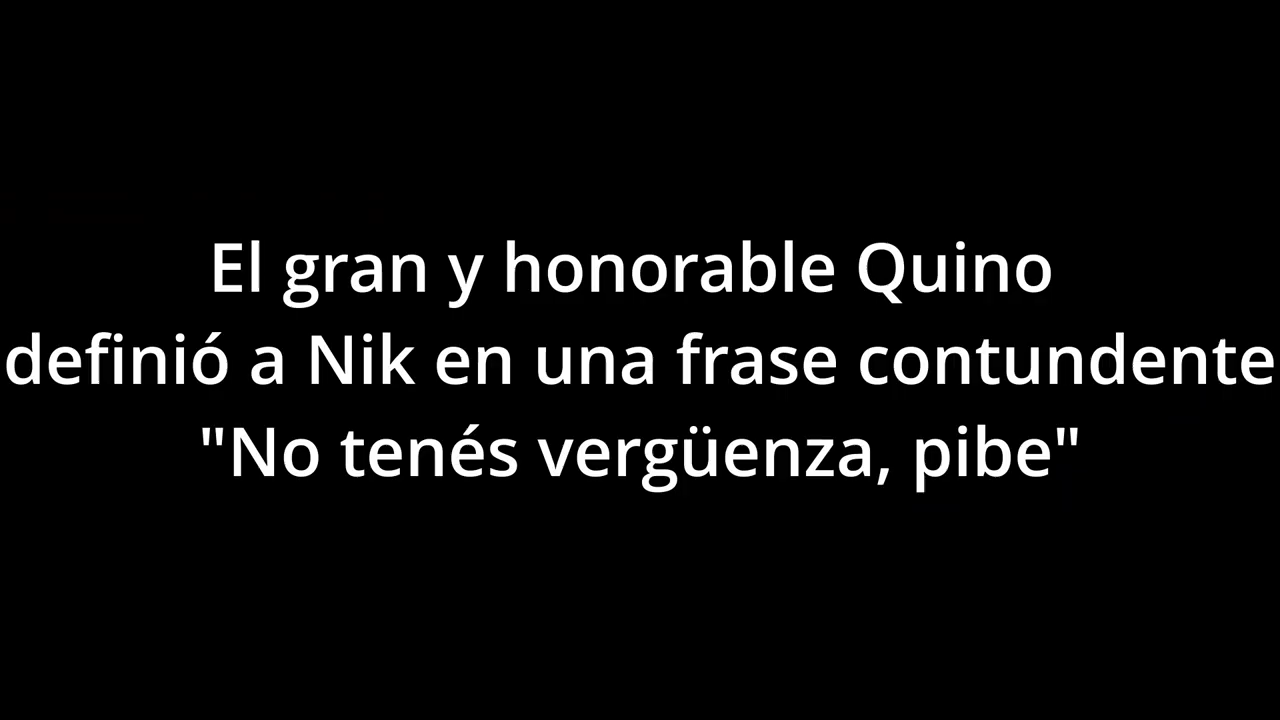 El gran y honorable Quino
definió a Nik en una frase contundente
"No tenés vergüenza, pibe"